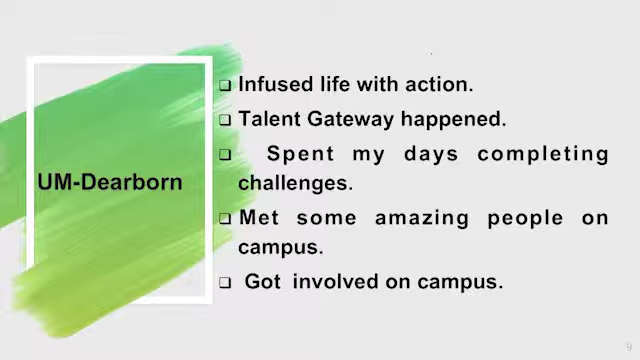 UM-Dearborn
❑ Infused life with action.
❑ Talent Gateway happened.
❑ Spent my days completing
challenges.
❑ Met some amazing people on
campus.
❑ Got involved on campus.
9